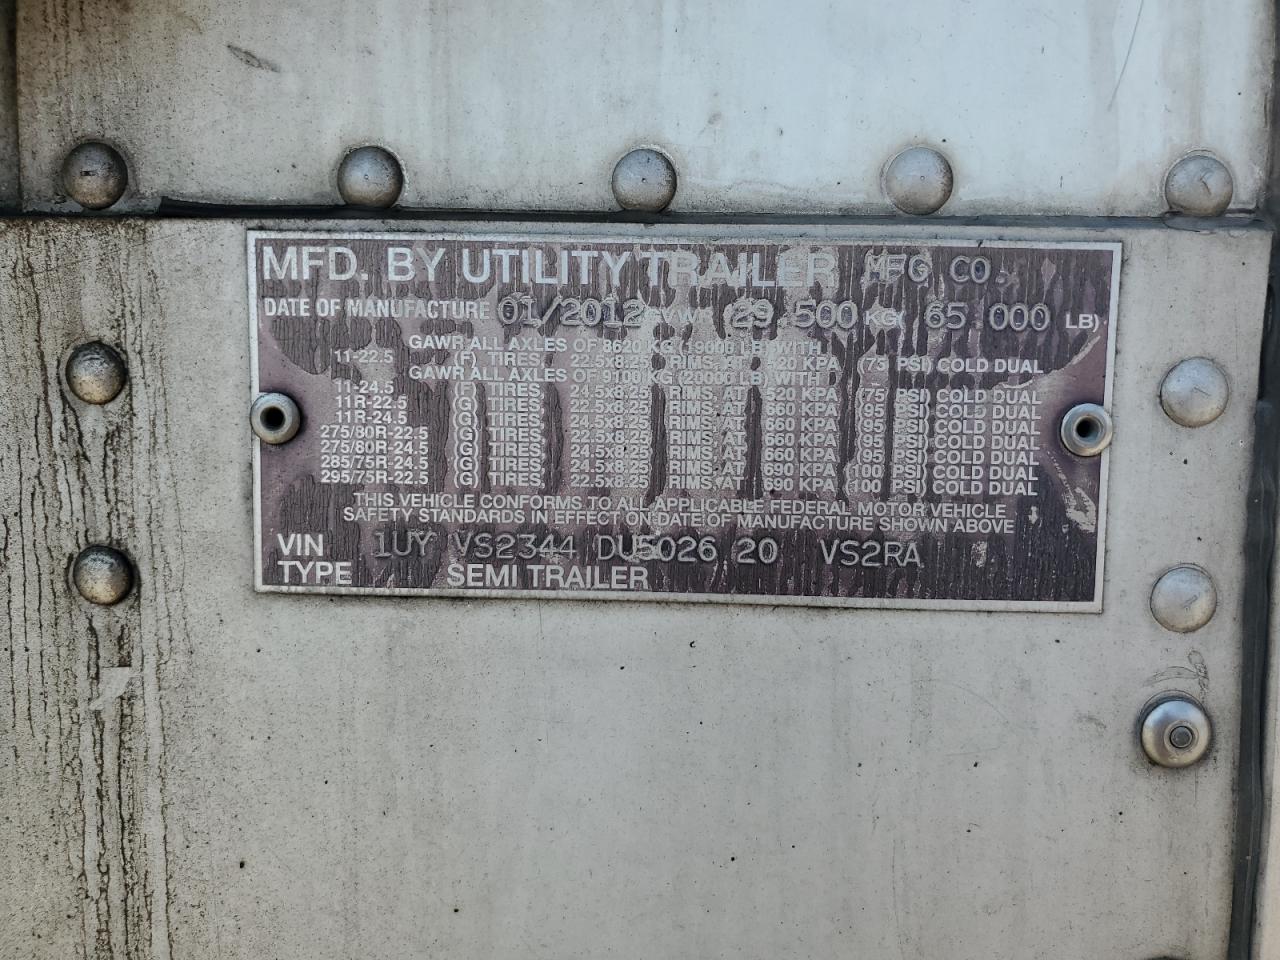 MFD. BY UTILITY TRAILER MFG CO.
DATE OF MANUFACTURE 01/2012 GVWR 29 500 KG( 65 000 LB)
GAWR ALL AXLES OF 8620 KG (19000 LB) WITH
11-22.5 (F) TIRES, 22.5x8.25 RIMS, AT 520 KPA (75 PSI) COLD DUAL
GAWR ALL AXLES OF 9100 KG (20000 LB) WITH
11-24.5 (F) TIRES, 24.5x8.25 RIMS, AT 520 KPA (75 PSI) COLD DUAL
11R-22.5 (G) TIRES, 22.5x8.25 RIMS, AT 660 KPA (95 PSI) COLD DUAL
11R-24.5 (G) TIRES, 24.5x8.25 RIMS, AT 660 KPA (95 PSI) COLD DUAL
275/80R-22.5 (G) TIRES, 22.5x8.25 RIMS, AT 660 KPA (95 PSI) COLD DUAL
275/80R-24.5 (G) TIRES, 24.5x8.25 RIMS, AT 660 KPA (95 PSI) COLD DUAL
285/75R-24.5 (G) TIRES, 24.5x8.25 RIMS, AT 690 KPA (100 PSI) COLD DUAL
295/75R-22.5 (G) TIRES, 22.5x8.25 RIMS, AT 690 KPA (100 PSI) COLD DUAL
THIS VEHICLE CONFORMS TO ALL APPLICABLE FEDERAL MOTOR VEHICLE
SAFETY STANDARDS IN EFFECT ON DATE OF MANUFACTURE SHOWN ABOVE
VIN 1UY VS2344 DU5026 20 VS2RA
TYPE SEMI TRAILER